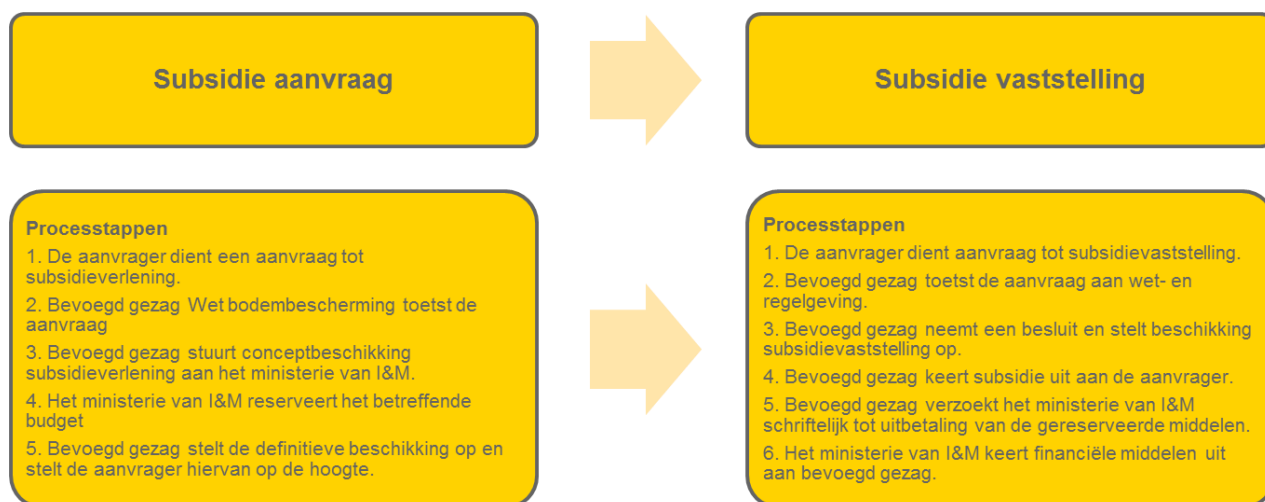 Subsidie aanvraag
Subsidie vaststelling
Processtappen
1. De aanvrager dient een aanvraag tot
subsidieverlening.
2. Bevoegd gezag Wet bodembescherming toetst de
aanvraag
3. Bevoegd gezag stuurt conceptbeschikking
subsidieverlening aan het ministerie van I&M.
4. Het ministerie van I&M reserveert het betreffende
budget
5. Bevoegd gezag stelt de definitieve beschikking op en
stelt de aanvrager hiervan op de hoogte.
Processtappen
1. De aanvrager dient aanvraag tot subsidievaststelling.
2. Bevoegd gezag toetst de aanvraag aan wet- en
regelgeving.
3. Bevoegd gezag neemt een besluit en stelt beschikking
subsidievaststelling op.
4. Bevoegd gezag keert subsidie uit aan de aanvrager.
5. Bevoegd gezag verzoekt het ministerie van I&M
schriftelijk tot uitbetaling van de gereserveerde middelen.
6. Het ministerie van I&M keert financiële middelen uit
aan bevoegd gezag.